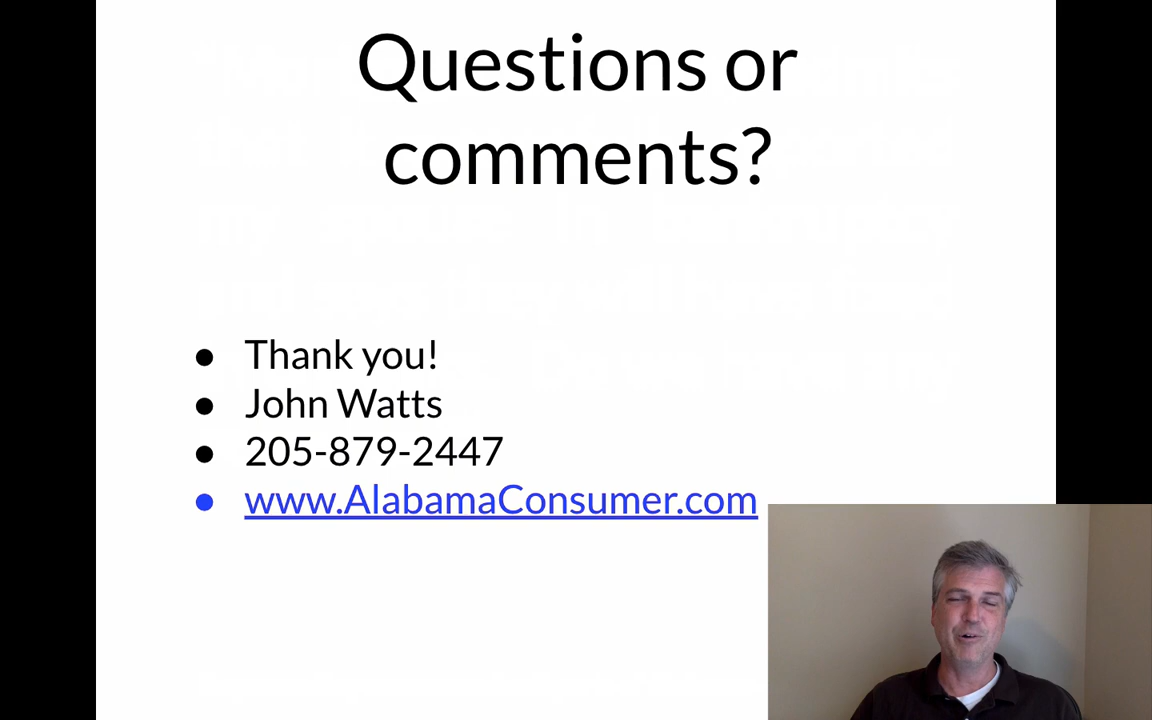 Questions or
comments?
● Thank you!
● John Watts
● 205-879-2447
● www.AlabamaConsumer.com